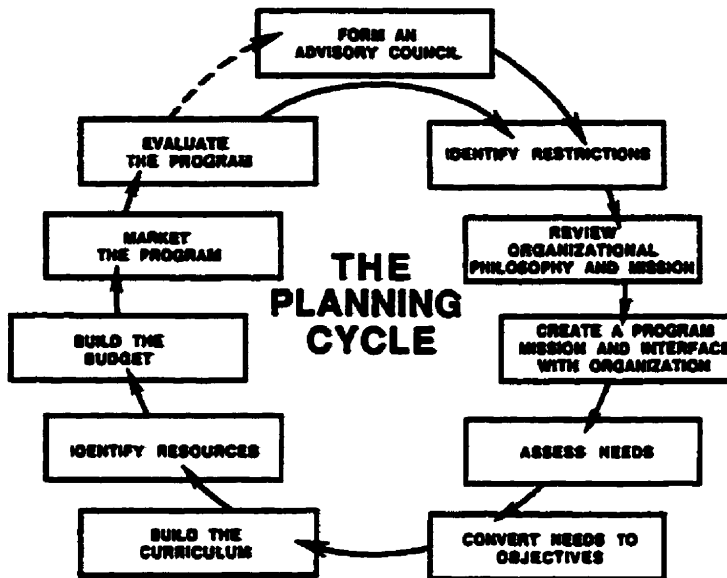 FORM AN
ADVISORY COUNCIL
IDENTIFY RESTRICTIONS
REVIEW
ORGANIZATIONAL
PHILOSOPHY AND MISSION
CREATE A PROGRAM
MISSION AND INTERFACE
WITH ORGANIZATION
ASSESS NEEDS
CONVERT NEEDS TO
OBJECTIVES
BUILD THE
CURRICULUM
IDENTIFY RESOURCES
BUILD THE
BUDGET
MARKET
THE PROGRAM
EVALUATE
THE PROGRAM
THE
PLANNING
CYCLE